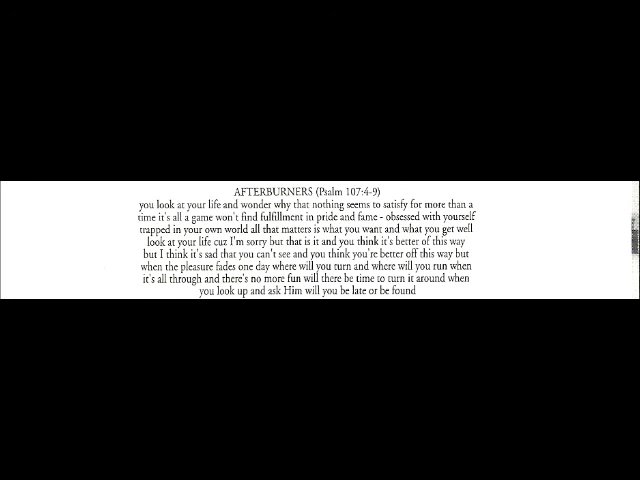 AFTERBURNERS (Psalm 107:4-9)
you look at your life and wonder why that nothing seems to satisfy for more than a
time it's all a game won't find fulfillment in pride and fame - obsessed with yourself
trapped in your own world all that matters is what you want and what you get well
look at your life cuz I'm sorry but that is it and you think it's better of this way
but I think it's sad that you can't see and you think you're better off this way but
when the pleasure fades one day where will you turn and where will you run when
it's all through and there's no more fun will there be time to turn it around when
you look up and ask Him will you be late or be found